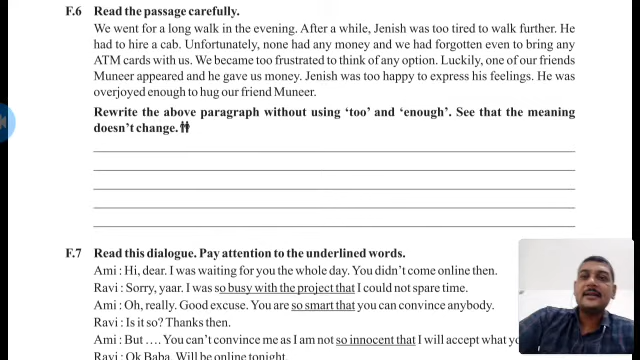 F.6 Read the passage carefully.
We went for a long walk in the evening. After a while, Jenish was too tired to walk further. He
had to hire a cab. Unfortunately, none had any money and we had forgotten even to bring any
ATM cards with us. We became too frustrated to think of any option. Luckily, one of our friends
Muneer appeared and he gave us money. Jenish was too happy to express his feelings. He was
overjoyed enough to hug our friend Muneer.
Rewrite the above paragraph without using ‘too’ and ‘enough’. See that the meaning
doesn’t change.
F.7 Read this dialogue. Pay attention to the underlined words.
Ami : Hi, dear. I was waiting for you the whole day. You didn’t come online then.
Ravi : Sorry, yaar. I was so busy with the project that I could not spare time.
Ami : Oh, really. Good excuse. You are so smart that you can convince anybody.
Ravi : Is it so? Thanks then.
Ami : But …. You can’t convince me as I am not so innocent that I will accept what
Ravi : Ok Baba. Will be online tonight.